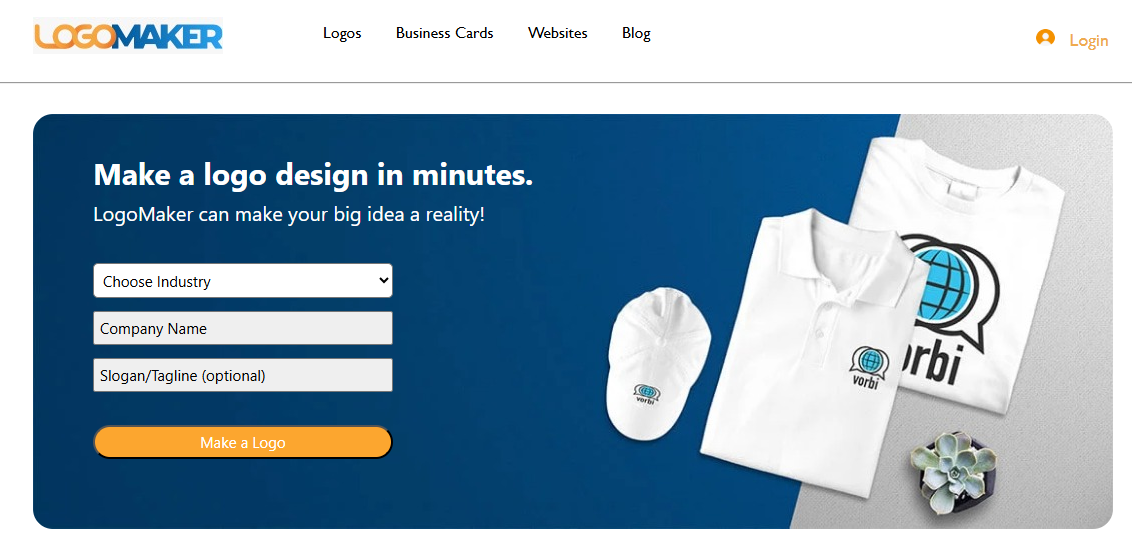 LOGOMAKER
Logos Business Cards Websites Blog
Login
Make a logo design in minutes.
LogoMaker can make your big idea a reality!
Choose Industry
Company Name
Slogan/Tagline (optional)
Make a Logo
vorbi
vorbi
vorbi